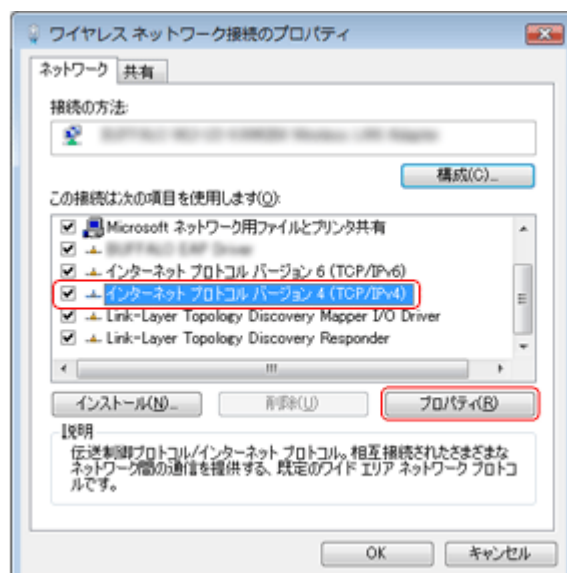 ワイヤレス ネットワーク接続のプロパティ
ネットワーク 共有
接続の方法:
構成(C)...
この接続は次の項目を使用します(O):
Microsoft ネットワーク用ファイルとプリンタ共有
インターネット プロトコル バージョン 6 (TCP/IPv6)
インターネット プロトコル バージョン 4 (TCP/IPv4)
Link-Layer Topology Discovery Mapper I/O Driver
Link-Layer Topology Discovery Responder
インストール(N)... 削除(U) プロパティ(R)
説明
伝送制御プロトコル/インターネット プロトコル。相互接続されたさまざまな
ネットワーク間の通信を提供する、既定のワイド エリア ネットワーク プロトコ
ルです。
OK キャンセル